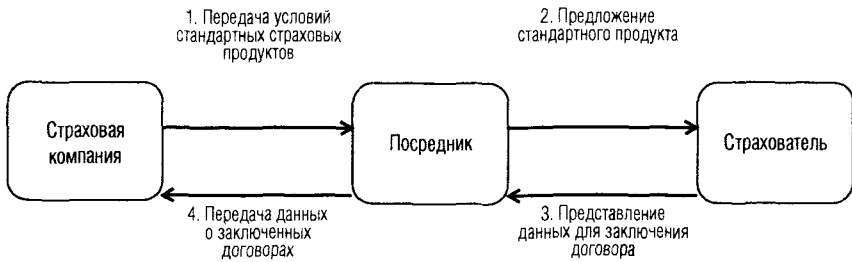 1. Передача условий
стандартных страховых
продуктов
2. Предложение
стандартного продукта
Страховая
компания
Посредник
Страхователь
4. Передача данных
о заключенных
договорах
3. Представление
данных для заключения
договора